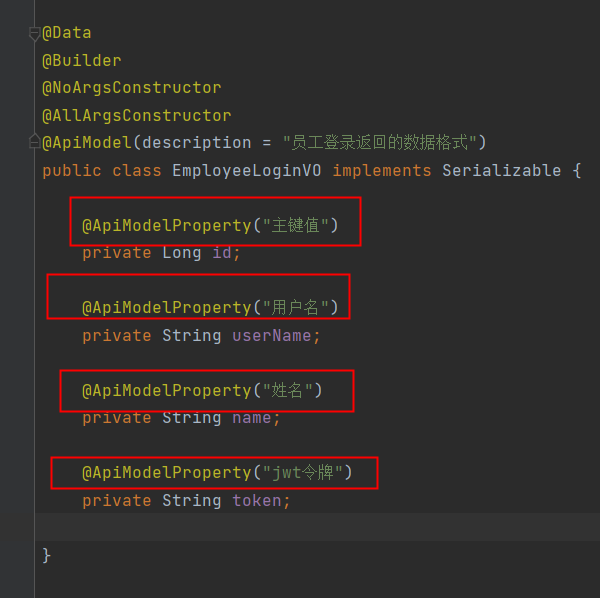 @Data
@Builder
@NoArgsConstructor
@AllArgsConstructor
@ApiModel(description = "员工登录返回的数据格式")
public class EmployeeLoginVO implements Serializable {
@ApiModelProperty("主键值")
private Long id;
@ApiModelProperty("用户名")
private String userName;
@ApiModelProperty("姓名")
private String name;
@ApiModelProperty("jwt令牌")
private String token;
}